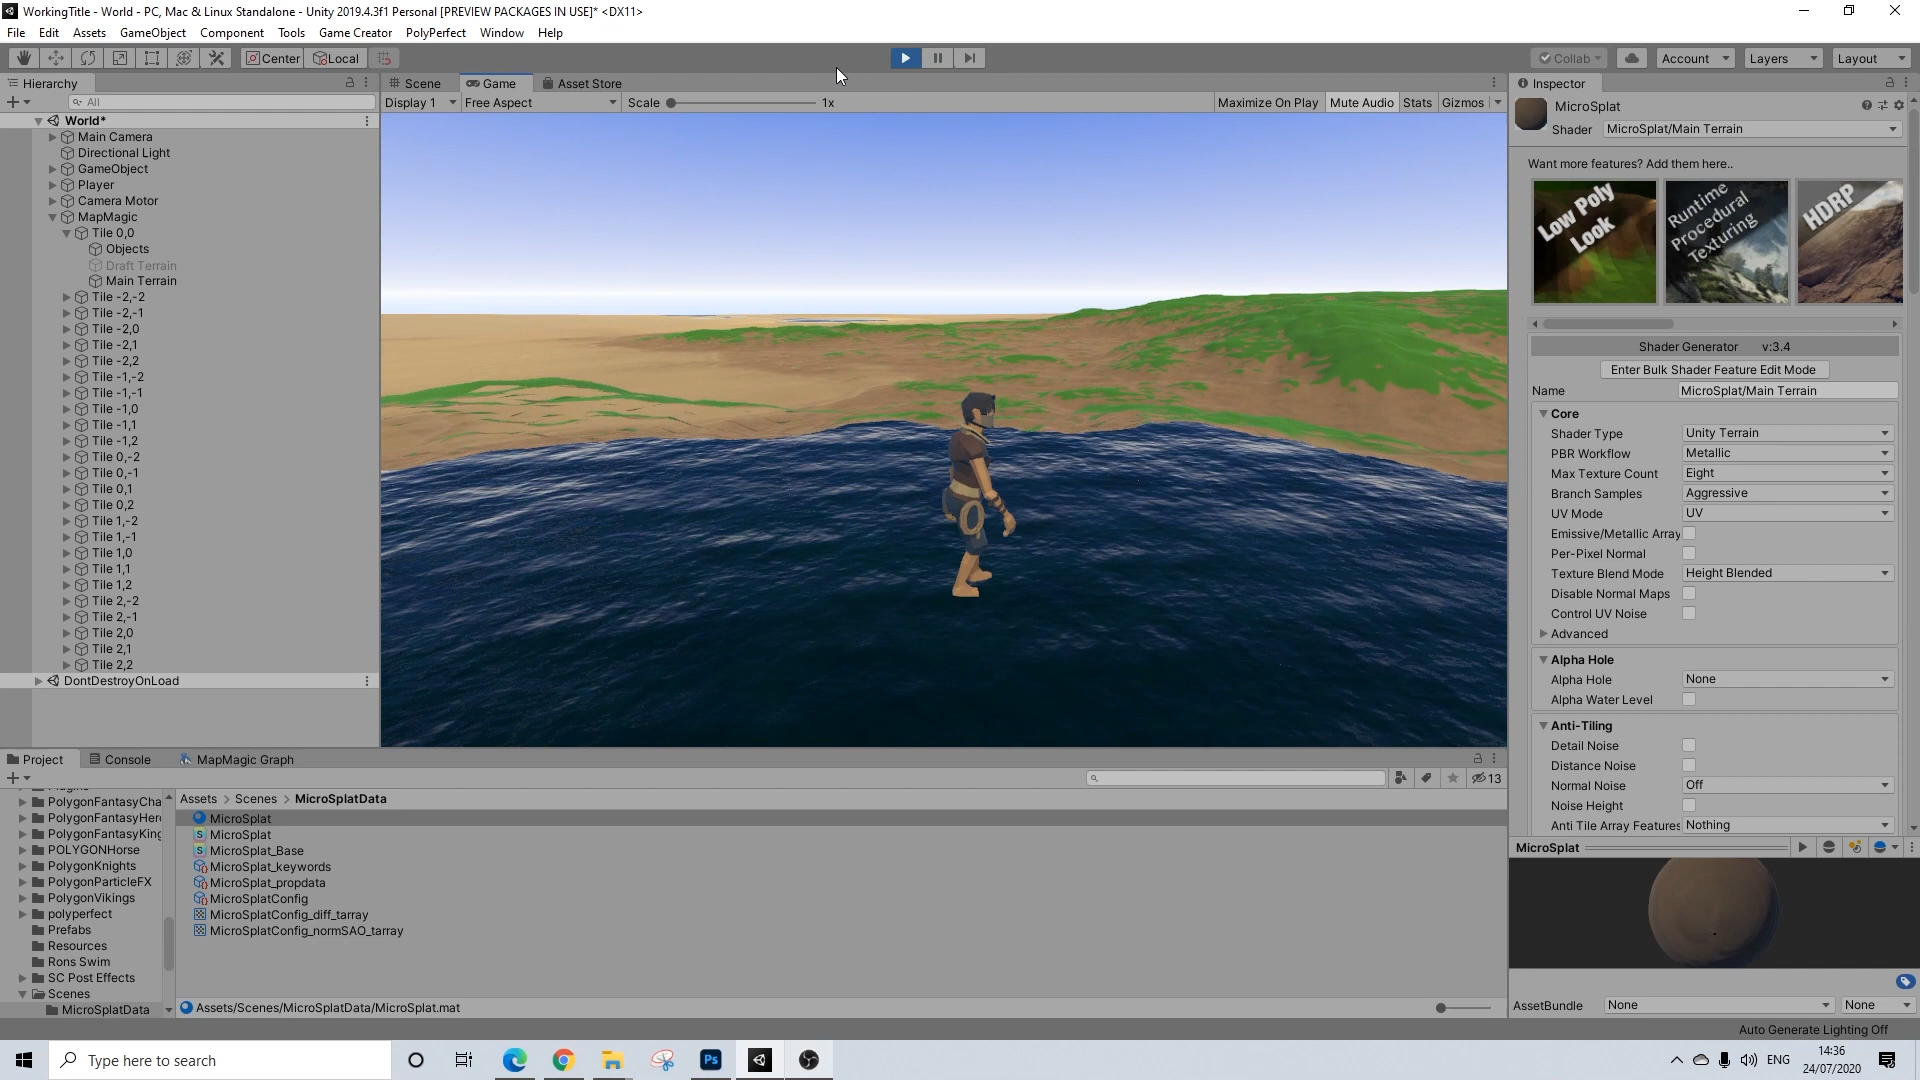 WorkingTitle - World - PC, Mac & Linux Standalone - Unity 2019.4.3f1 Personal [PREVIEW PACKAGES IN USE]* <DX11>
File Edit Assets GameObject Component Tools Game Creator PolyPerfect Window Help
Center Local Collab Account Layers Layout
Hierarchy
All
World*
Main Camera
Directional Light
GameObject
Player
Camera Motor
MapMagic
Tile 0,0
Objects
Draft Terrain
Main Terrain
Tile -2,-2
Tile -2,-1
Tile -2,0
Tile -2,1
Tile -2,2
Tile -1,-2
Tile -1,-1
Tile -1,0
Tile -1,1
Tile -1,2
Tile 0,-2
Tile 0,-1
Tile 0,1
Tile 0,2
Tile 1,-2
Tile 1,-1
Tile 1,0
Tile 1,1
Tile 1,2
Tile 2,-2
Tile 2,-1
Tile 2,0
Tile 2,1
Tile 2,2
DontDestroyOnLoad
Scene Game Asset Store
Display 1 Free Aspect Scale 1x Maximize On Play Mute Audio Stats Gizmos
Inspector
MicroSplat
Shader MicroSplat/Main Terrain
Want more features? Add them here..
Low Poly
Look
Runtime
Procedural
Texturing
HDRP
Shader Generator v:3.4
Enter Bulk Shader Feature Edit Mode
Name MicroSplat/Main Terrain
Core
Shader Type Unity Terrain
PBR Workflow Metallic
Max Texture Count Eight
Branch Samples Aggressive
UV Mode UV
Emissive/Metallic Array
Per-Pixel Normal
Texture Blend Mode Height Blended
Disable Normal Maps
Control UV Noise
Advanced
Alpha Hole
Alpha Hole None
Alpha Water Level
Anti-Tiling
Detail Noise
Distance Noise
Normal Noise Off
Noise Height
Anti Tile Array Features Nothing
MicroSplat
AssetBundle None None
Project Console MapMagic Graph
13
PolygonFantasyCha
PolygonFantasyHer
PolygonFantasyKing
POLYGONHorse
PolygonKnights
PolygonParticleFX
PolygonVikings
polyperfect
Prefabs
Resources
Rons Swim
SC Post Effects
Scenes
MicroSplatData
Assets > Scenes > MicroSplatData
MicroSplat
MicroSplat
MicroSplat_Base
MicroSplat_keywords
MicroSplat_propdata
MicroSplatConfig
MicroSplatConfig_diff_tarray
MicroSplatConfig_normSAO_tarray
Assets/Scenes/MicroSplatData/MicroSplat.mat
Auto Generate Lighting Off
Type here to search
Ps
ENG
14:36
24/07/2020